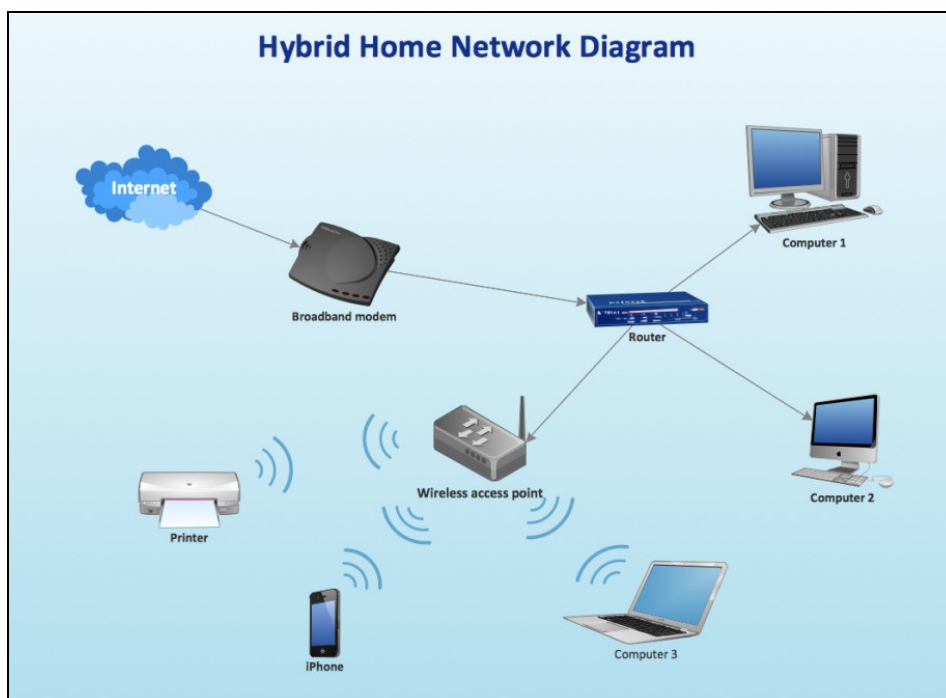 Hybrid Home Network Diagram
Internet
Computer 1
Broadband modem
Router
Wireless access point
Computer 2
Printer
iPhone
Computer 3